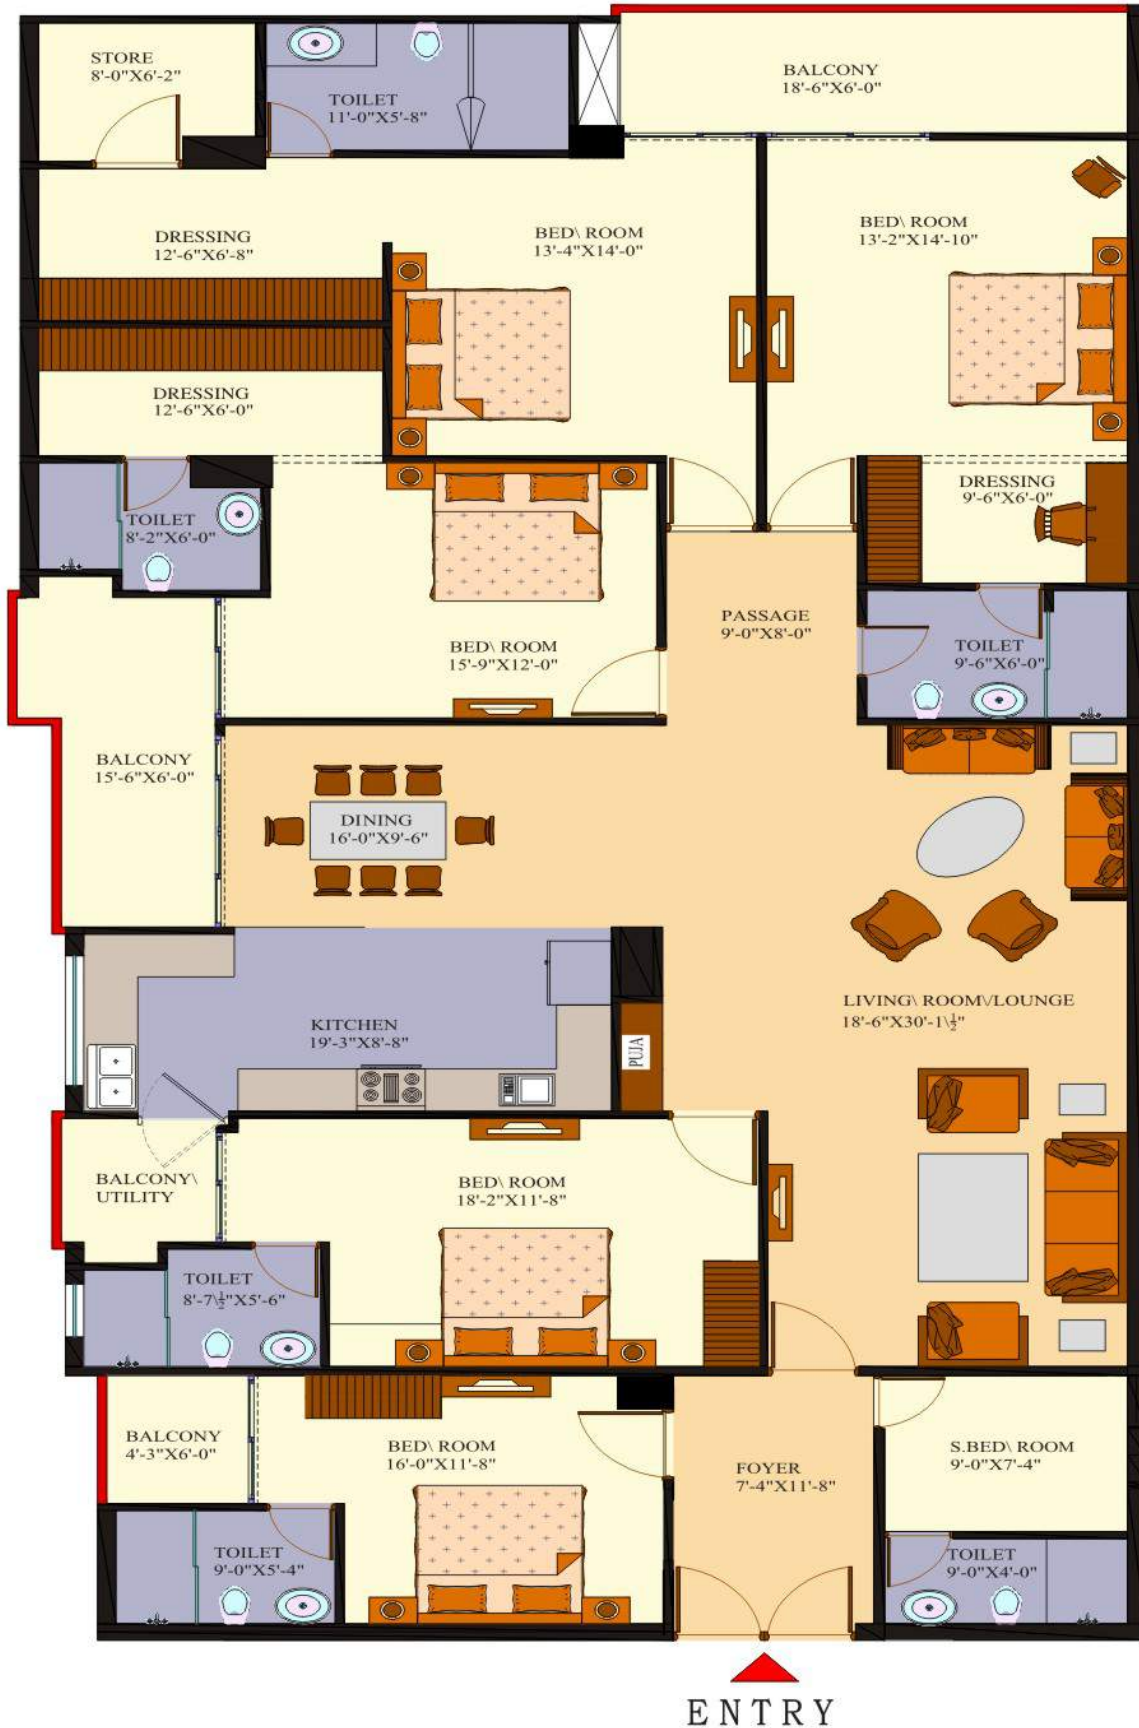 STORE
8'-0"X6'-2"
TOILET
11'-0"X5'-8"
BALCONY
18'-6"X6'-0"
DRESSING
12'-6"X6'-8"
BED\ ROOM
13'-4"X14'-0"
BED\ ROOM
13'-2"X14'-10"
DRESSING
12'-6"X6'-0"
DRESSING
9'-6"X6'-0"
TOILET
8'-2"X6'-0"
PASSAGE
9'-0"X8'-0"
BED\ ROOM
15'-9"X12'-0"
TOILET
9'-6"X6'-0"
BALCONY
15'-6"X6'-0"
DINING
16'-0"X9'-6"
LIVING\ ROOM\/LOUNGE
18'-6"X30'-1\½"
KITCHEN
19'-3"X8'-8"
PUJA
BALCONY\
UTILITY
BED\ ROOM
18'-2"X11'-8"
TOILET
8'-7\½"X5'-6"
BALCONY
4'-3"X6'-0"
BED\ ROOM
16'-0"X11'-8"
FOYER
7'-4"X11'-8"
S.BED\ ROOM
9'-0"X7'-4"
TOILET
9'-0"X5'-4"
TOILET
9'-0"X4'-0"
ENTRY